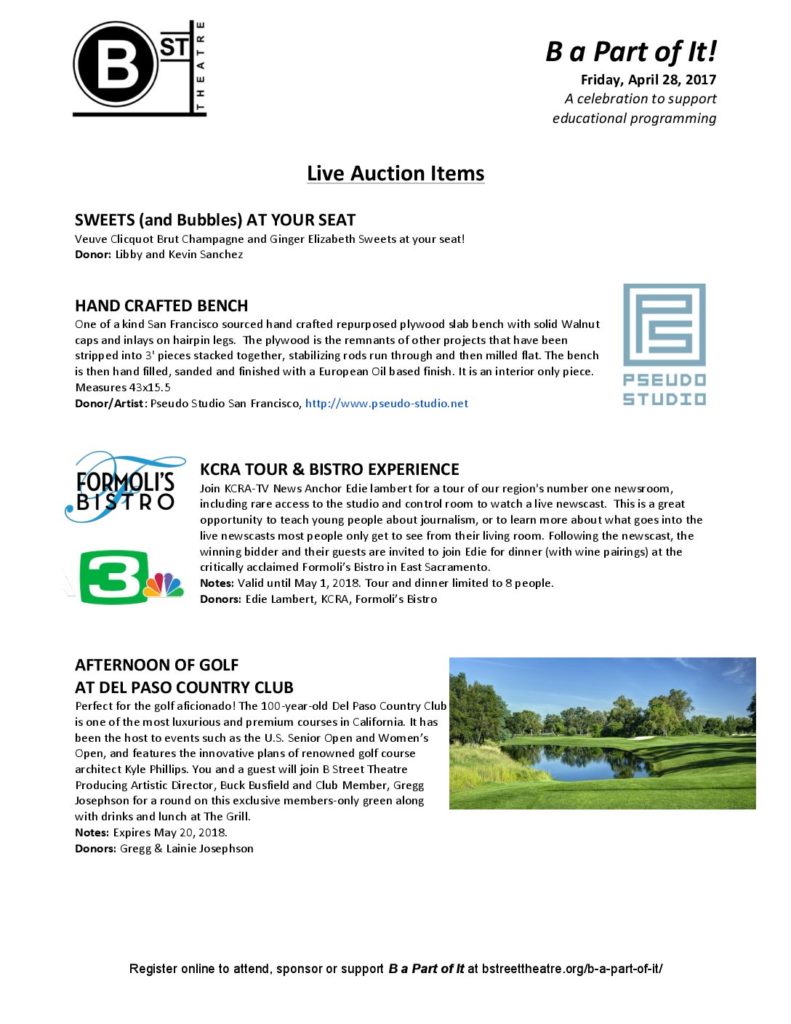 B
ST
THEATRE
B a Part of It!
Friday, April 28, 2017
A celebration to support
educational programming
Live Auction Items
SWEETS (and Bubbles) AT YOUR SEAT
Veuve Clicquot Brut Champagne and Ginger Elizabeth Sweets at your seat!
Donor: Libby and Kevin Sanchez
HAND CRAFTED BENCH
One of a kind San Francisco sourced hand crafted repurposed plywood slab bench with solid Walnut
caps and inlays on hairpin legs.  The plywood is the remnants of other projects that have been
stripped into 3' pieces stacked together, stabilizing rods run through and then milled flat. The bench
is then hand filled, sanded and finished with a European Oil based finish. It is an interior only piece.
Measures 43x15.5
Donor/Artist: Pseudo Studio San Francisco, http://www.pseudo-studio.net
PSEUDO
STUDIO
FORMOLI'S
BISTRO
3
KCRA TOUR & BISTRO EXPERIENCE
Join KCRA-TV News Anchor Edie lambert for a tour of our region's number one newsroom,
including rare access to the studio and control room to watch a live newscast.  This is a great
opportunity to teach young people about journalism, or to learn more about what goes into the
live newscasts most people only get to see from their living room. Following the newscast, the
winning bidder and their guests are invited to join Edie for dinner (with wine pairings) at the
critically acclaimed Formoli's Bistro in East Sacramento.
Notes: Valid until May 1, 2018. Tour and dinner limited to 8 people.
Donors: Edie Lambert, KCRA, Formoli's Bistro
AFTERNOON OF GOLF
AT DEL PASO COUNTRY CLUB
Perfect for the golf aficionado! The 100-year-old Del Paso Country Club
is one of the most luxurious and premium courses in California. It has
been the host to events such as the U.S. Senior Open and Women's
Open, and features the innovative plans of renowned golf course
architect Kyle Phillips. You and a guest will join B Street Theatre
Producing Artistic Director, Buck Busfield and Club Member, Gregg
Josephson for a round on this exclusive members-only green along
with drinks and lunch at The Grill.
Notes: Expires May 20, 2018.
Donors: Gregg & Lainie Josephson
Register online to attend, sponsor or support B a Part of It at bstreettheatre.org/b-a-part-of-it/